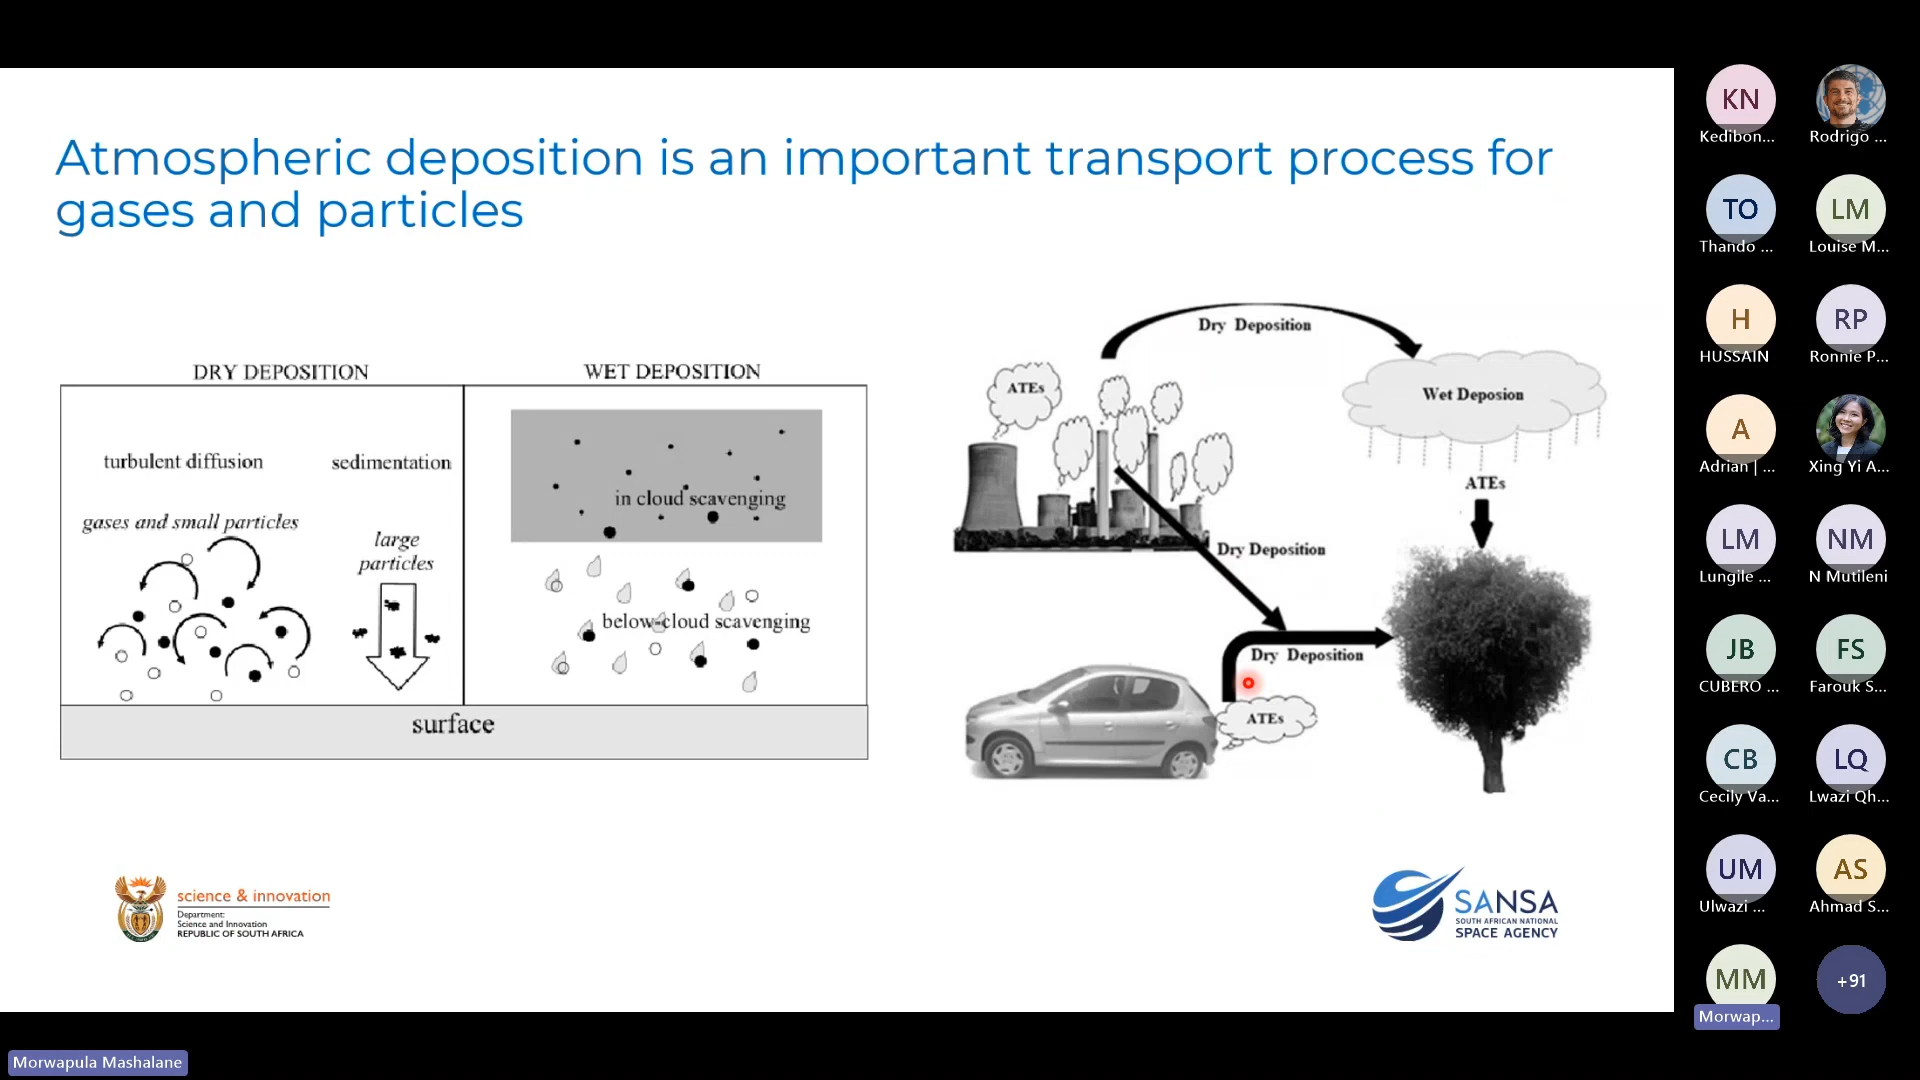 Atmospheric deposition is an important transport process for
gases and particles
DRY DEPOSITION
WET DEPOSITION
turbulent diffusion
sedimentation
gases and small particles
large
particles
in cloud scavenging
below-cloud scavenging
surface
Dry Deposition
ATEs
Wet Deposion
ATEs
Dry Deposition
Dry Deposition
ATEs
science & innovation
Department:
Science and Innovation
REPUBLIC OF SOUTH AFRICA
SANSA
SOUTH AFRICAN NATIONAL
SPACE AGENCY
KN
Kedibon...
Rodrigo ...
TO
Thando ...
LM
Louise M...
H
HUSSAIN
RP
Ronnie P...
A
Adrian | ...
Xing Yi A...
LM
Lungile ...
NM
N Mutileni
JB
CUBERO ...
FS
Farouk S...
CB
Cecily Va...
LQ
Lwazi Qh...
UM
Ulwazi ...
AS
Ahmad S...
MM
Morwap...
+91
Morwapula Mashalane